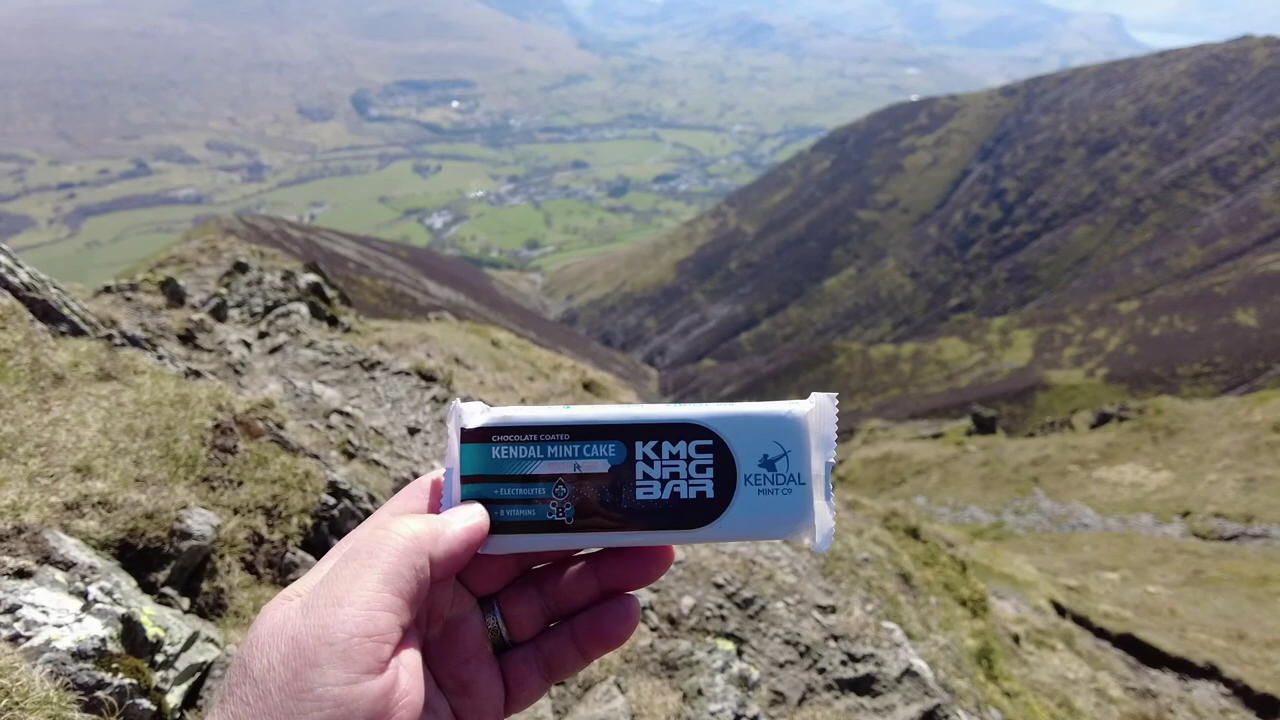 CHOCOLATE COATED
KENDAL MINT CAKE
+ ELECTROLYTES
+ B VITAMINS
B
KMC
NRG
BAR
KENDAL
MINT Cº